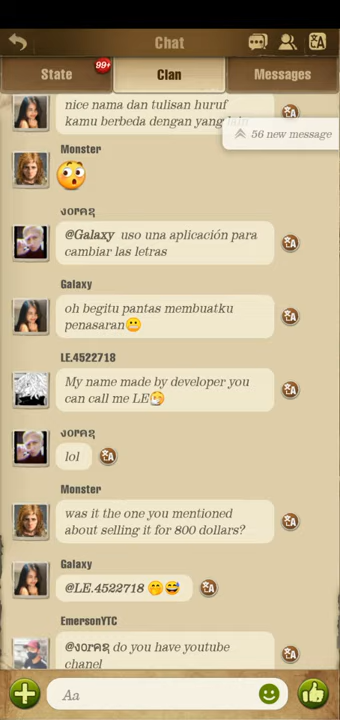 Chat
State
99+
Clan
Messages
nice nama dan tulisan huruf
kamu berbeda dengan yang lain
56 new message
Monster
@Galaxy uso una aplicación para
cambiar las letras
Galaxy
oh begitu pantas membuatku
penasaran😬
LE.4522718
My name made by developer you
can call me LE
lol
Monster
was it the one you mentioned
about selling it for 800 dollars?
Galaxy
@LE.4522718 🤭😅
EmersonYTC
do you have youtube
chanel
Aa